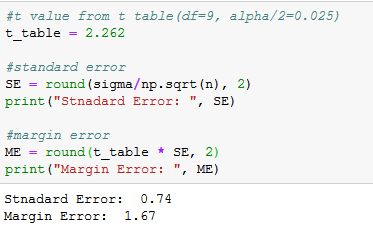 #t value from t table(df=9, alpha/2=0.025)
t_table = 2.262
#standard error
SE = round(sigma/np.sqrt(n), 2)
print("Stnadard Error: ", SE)
#margin error
ME = round(t_table * SE, 2)
print("Margin Error: ", ME)
Stnadard Error:  0.74
Margin Error:  1.67